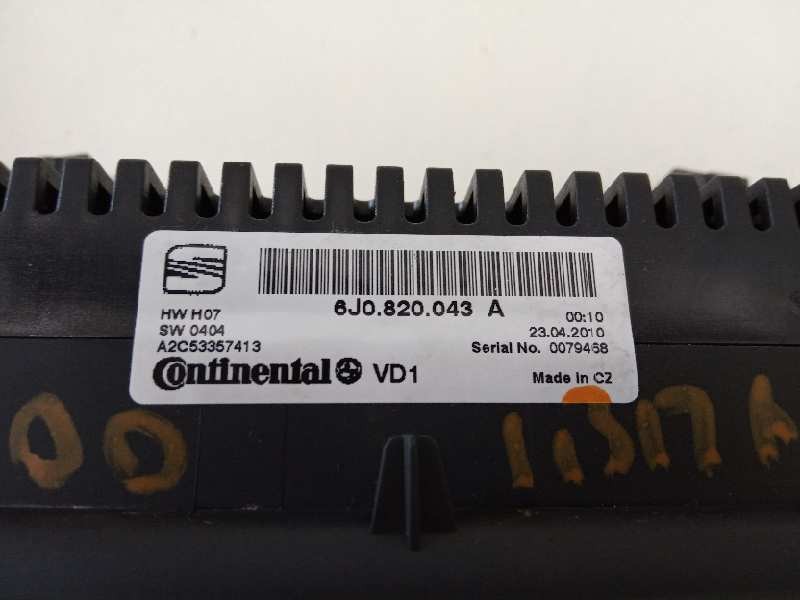 6J0.820.043 A
HW H07 00:10
SW 0404 23.04.2010
A2C53357413 Serial No. 0079468
Continental VD1 Made in CZ